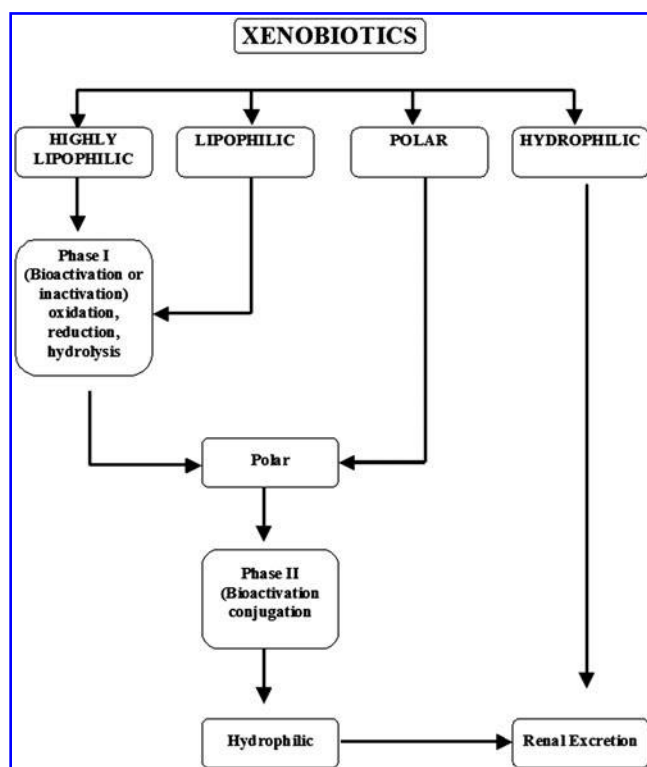 XENOBIOTICS
HIGHLY
LIPOPHILIC
LIPOPHILIC
POLAR
HYDROPHILIC
Phase I
(Bioactivation or
inactivation)
oxidation,
reduction,
hydrolysis
Polar
Phase II
(Bioactivation
conjugation
Hydrophilic
Renal Excretion